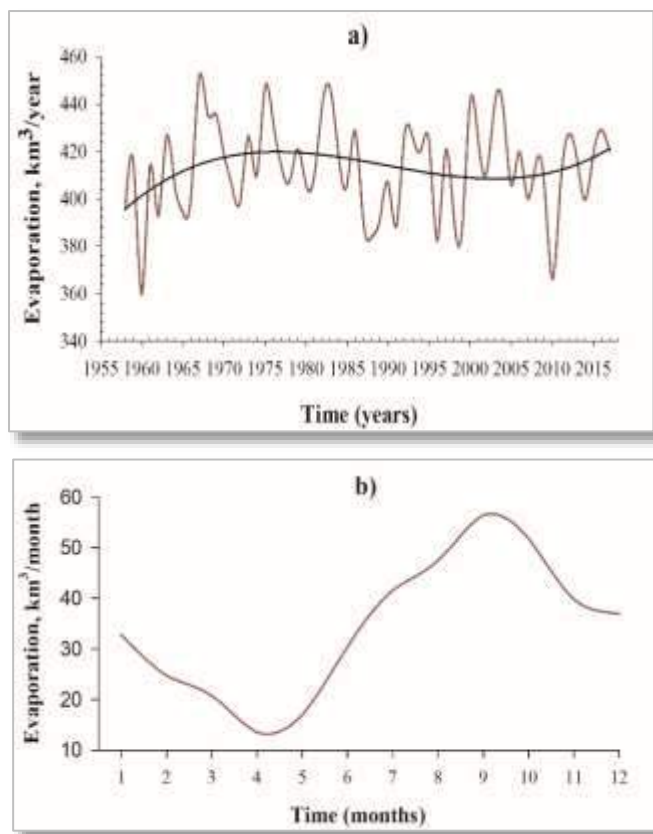 a)
Evaporation, km³/year
460
440
420
400
380
360
340
1955 1960 1965 1970 1975 1980 1985 1990 1995 2000 2005 2010 2015
Time (years)
b)
Evaporation, km³/month
60
50
40
30
20
10
1 2 3 4 5 6 7 8 9 10 11 12
Time (months)